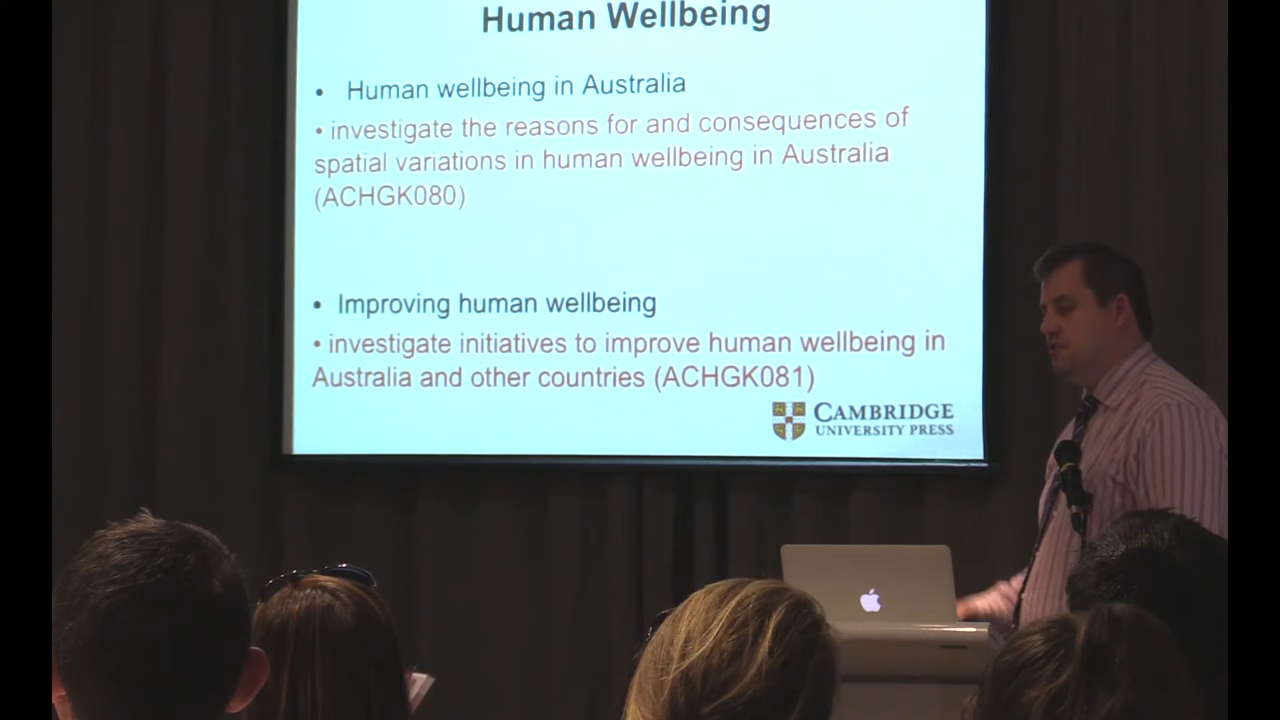 Human Wellbeing
• Human wellbeing in Australia
• investigate the reasons for and consequences of
spatial variations in human wellbeing in Australia
(ACHGK080)
• Improving human wellbeing
• investigate initiatives to improve human wellbeing in
Australia and other countries (ACHGK081)
CAMBRIDGE
UNIVERSITY PRESS